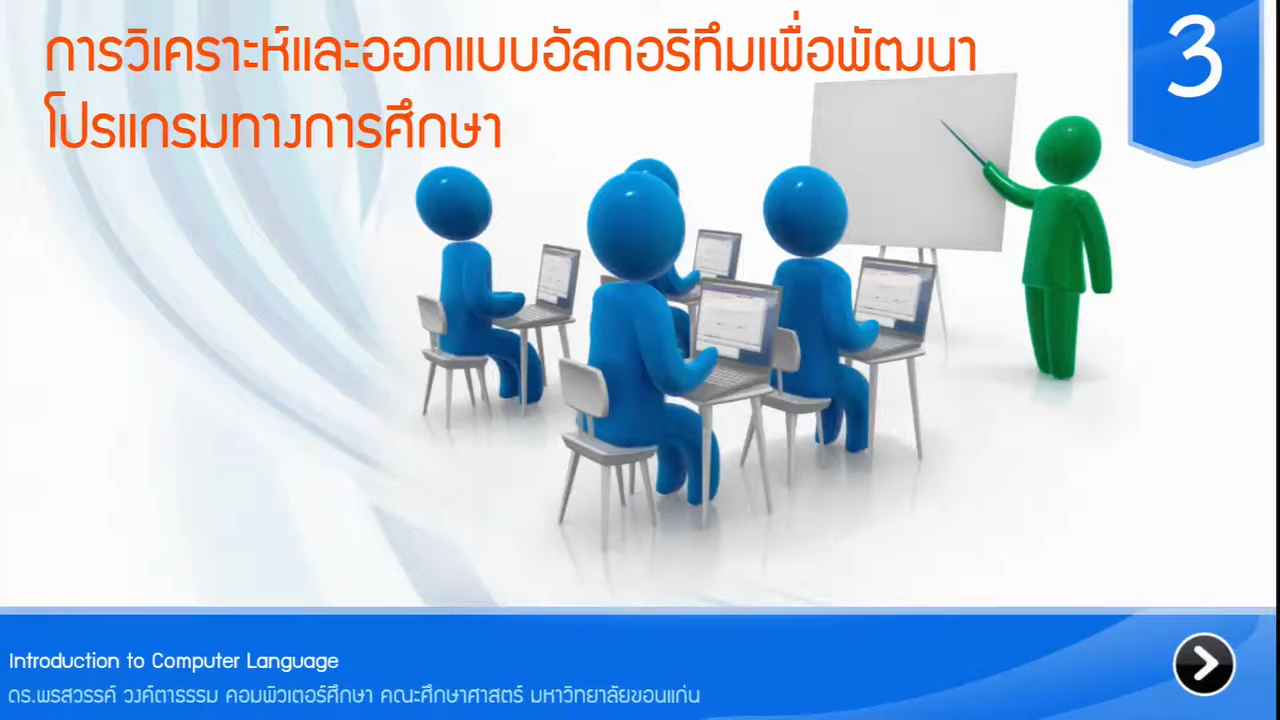 การวิเคราะห์และออกแบบอัลกอริทึมเพื่อพัฒนา
โปรแกรมทางการศึกษา
3
Introduction to Computer Language
ดร.พรสวรรค์ วงค์ตาธรรม คอมพิวเตอร์ศึกษา คณะศึกษาศาสตร์ มหาวิทยาลัยขอนแก่น